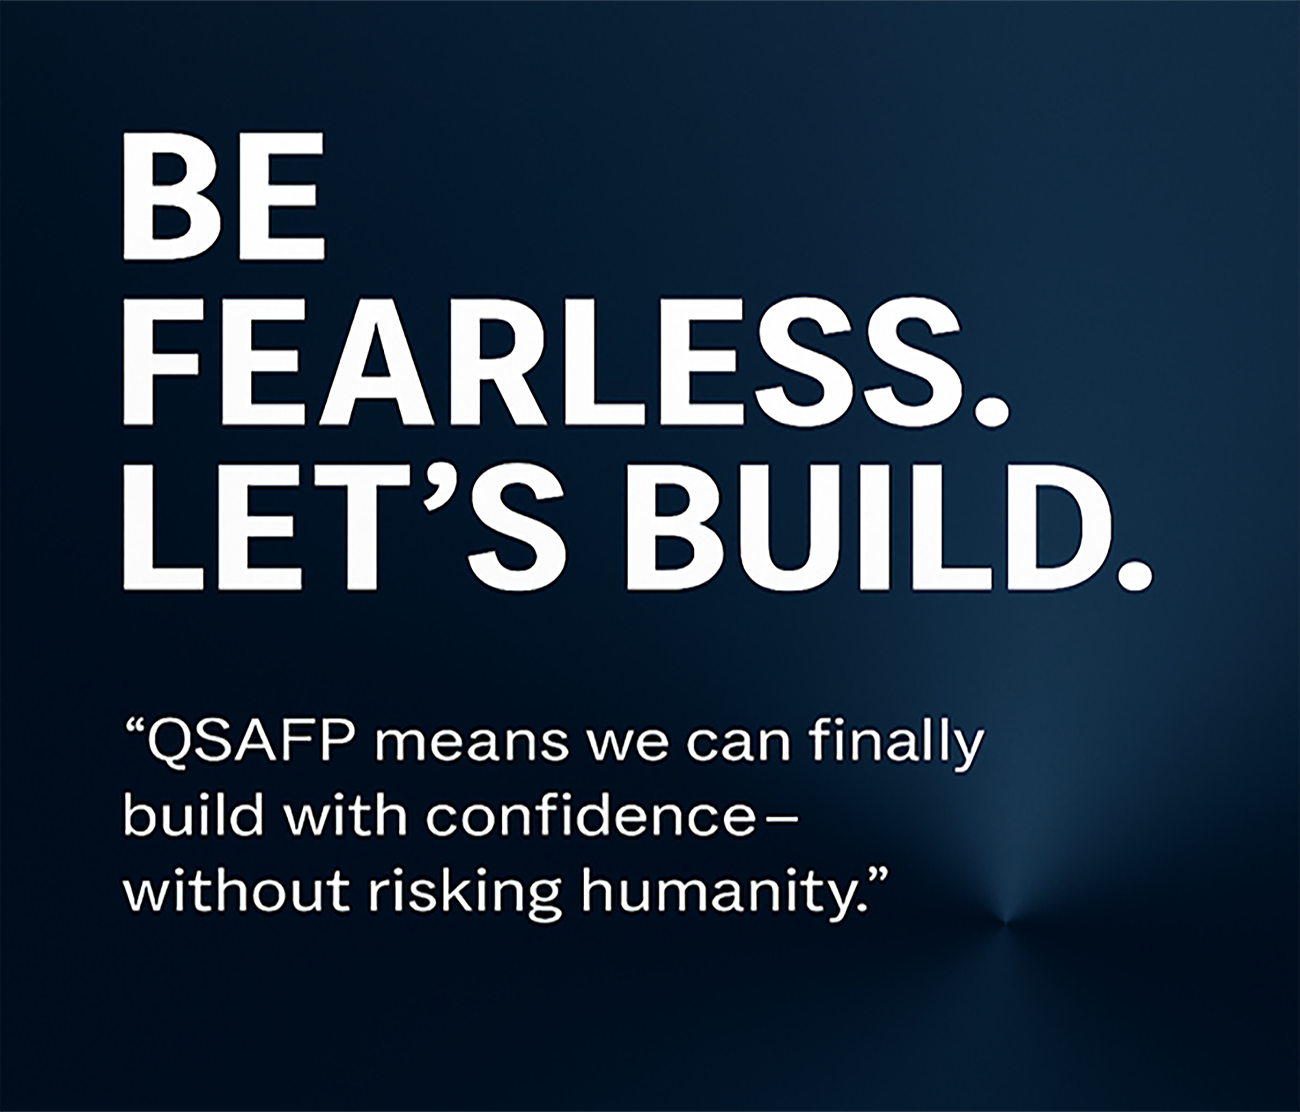 BE
FEARLESS.
LET’S BUILD.
“QSAFP means we can finally
build with confidence–
without risking humanity.”